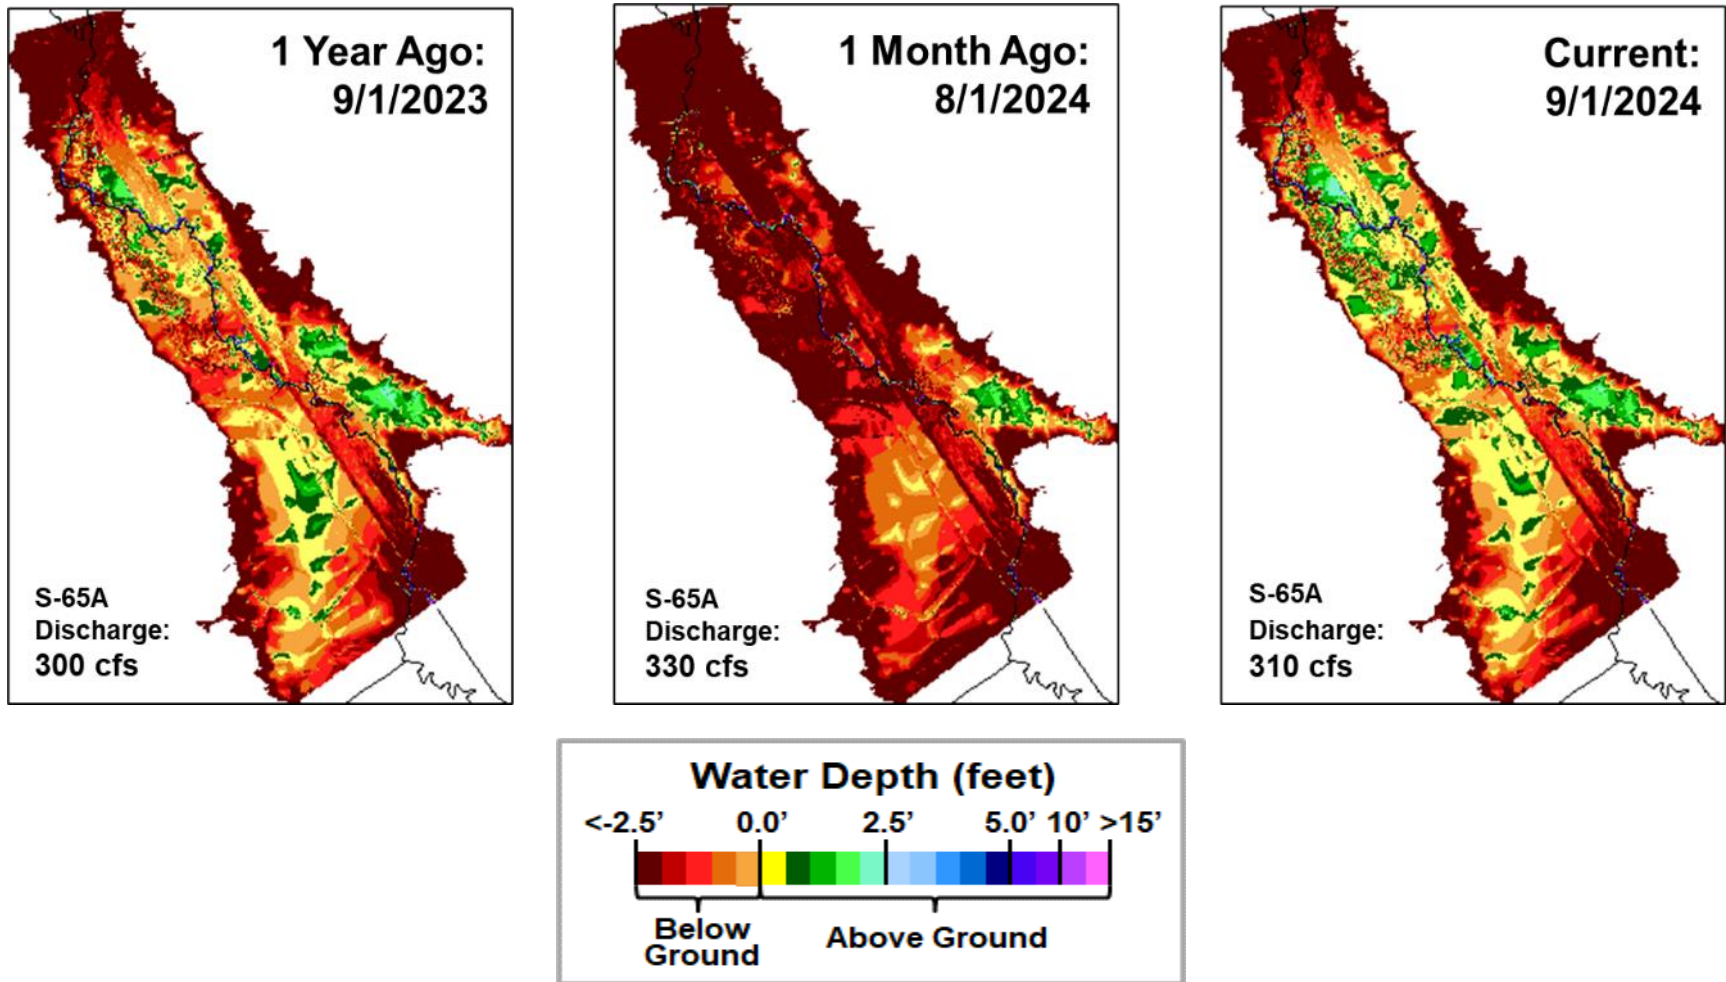 1 Year Ago:
9/1/2023
S-65A
Discharge:
300 cfs
1 Month Ago:
8/1/2024
S-65A
Discharge:
330 cfs
Current:
9/1/2024
S-65A
Discharge:
310 cfs
Water Depth (feet)
<-2.5’ 0.0’ 2.5’ 5.0’ 10’ >15’
Below
Ground
Above Ground